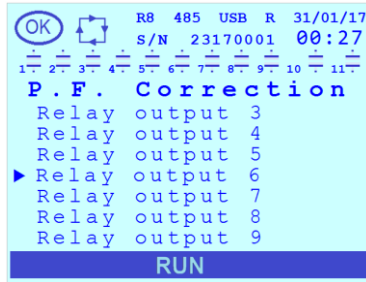 OK R8 485 USB R 31/01/17
S/N 23170001 00:27
1 2 3 4 5 6 7 8 9 10 11
P.F. Correction
Relay output 3
Relay output 4
Relay output 5
Relay output 6
Relay output 7
Relay output 8
Relay output 9
RUN